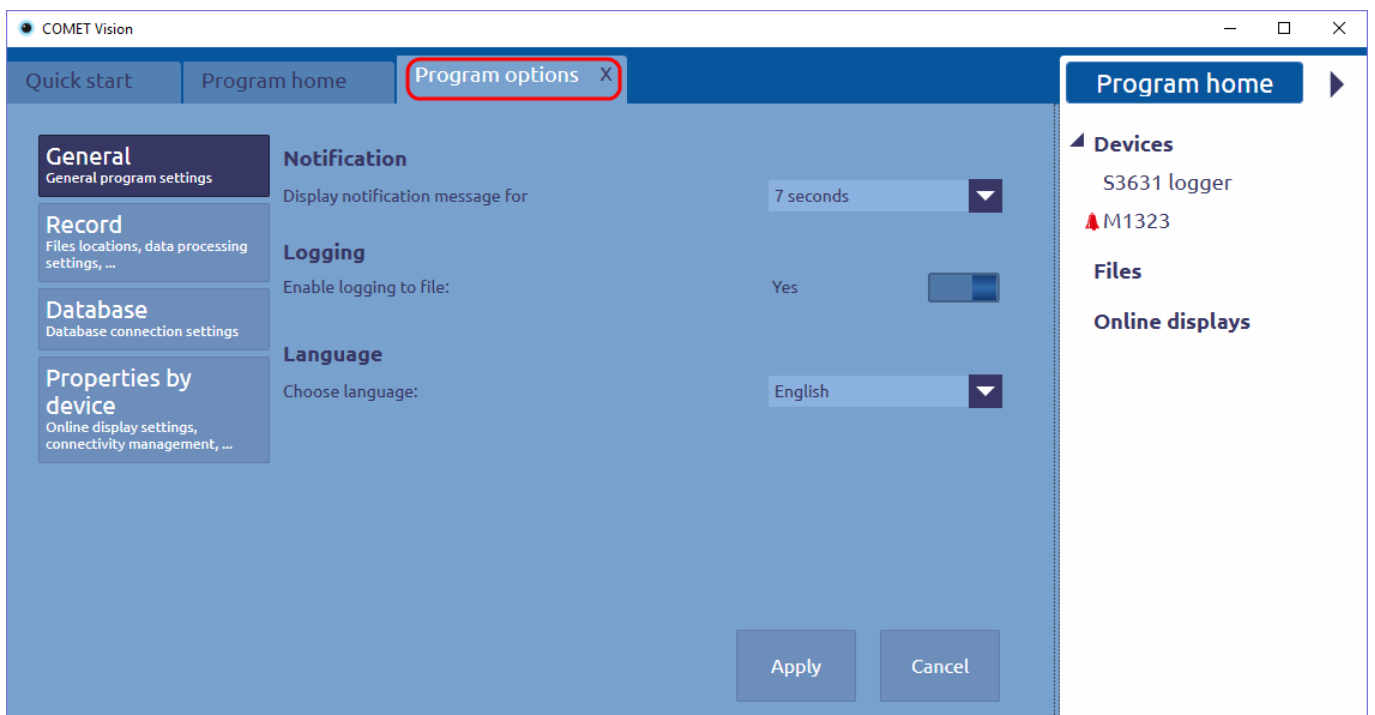 COMET Vision
Quick start
Program home
Program options X
General
General program settings
Record
Files locations, data processing
settings, ...
Database
Database connection settings
Properties by
device
Online display settings,
connectivity management, ...
Notification
Display notification message for
7 seconds
Logging
Enable logging to file:
Yes
Language
Choose language:
English
Apply
Cancel
Program home
Devices
S3631 logger
M1323
Files
Online displays